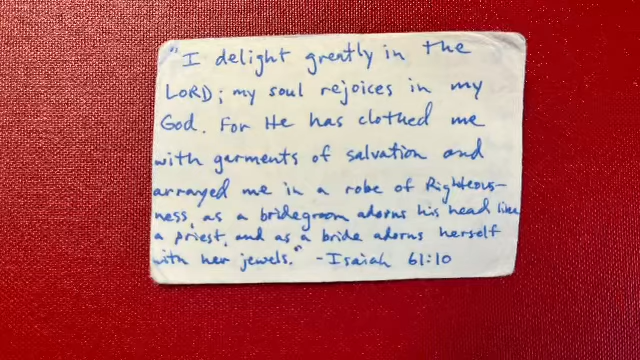 "I delight greatly in the
LORD; my soul rejoices in my
God. For He has clothed me
with garments of salvation and
arrayed me in a robe of Righteous-
ness, as a bridegroom adorns his head like
a priest, and as a bride adorns herself
with her jewels." - Isaiah 61:10